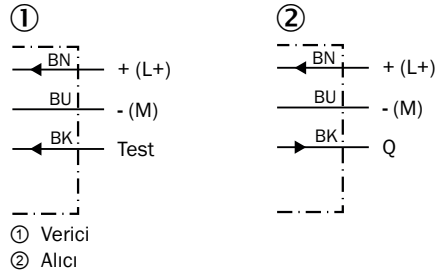 ① ②
BN + (L+) BN + (L+)
BU - (M) BU - (M)
BK Test BK Q
① Verici
② Alıcı